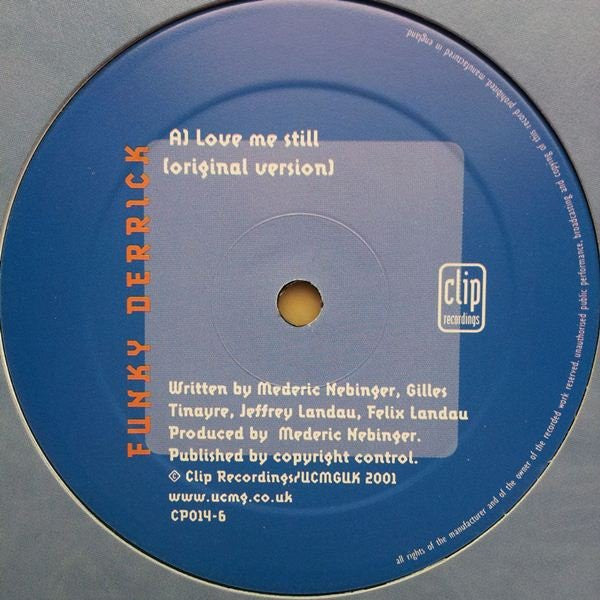 A) Love me still
(original version)
FUNKY DERRICK
clip
recordings
Written by Mederic Nebinger, Gilles
Tinayre, Jeffrey Landau, Felix Landau
Produced by Mederic Nebinger.
Published by copyright control.
© Clip Recordings/UCMGUK 2001
www.ucmg.co.uk
CP014-6
all rights of the manufacturer and of the owner of the recorded work reserved. unauthorised public performance, broadcasting and copying of this record prohibited. manufactured in england.